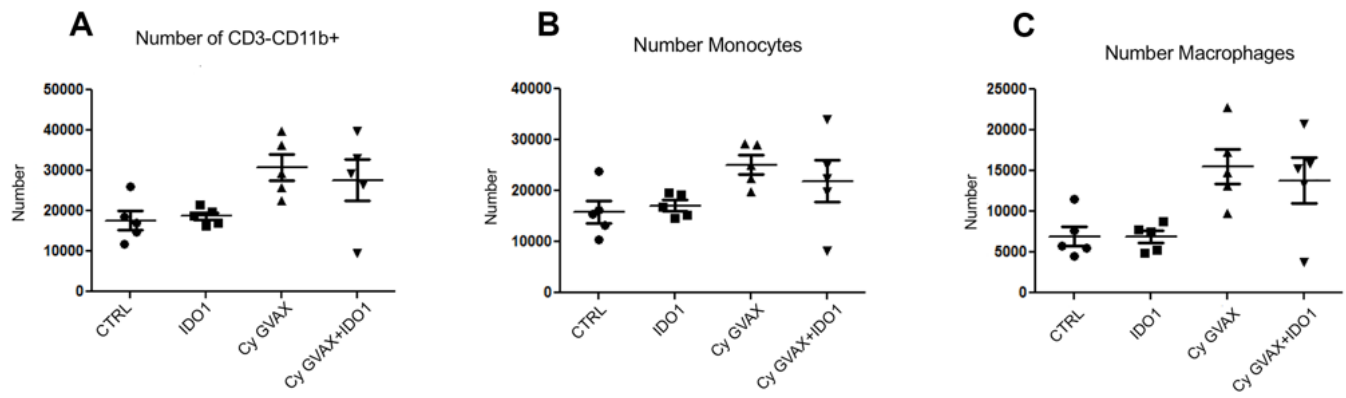 A
Number of CD3-CD11b+
Number
50000
40000
30000
20000
10000
0
CTRL
IDO1
Cy GVAX
Cy GVAX+IDO1
B
Number Monocytes
Number
40000
30000
20000
10000
0
CTRL
IDO1
Cy GVAX
Cy GVAX+IDO1
C
Number Macrophages
Number
25000
20000
15000
10000
5000
0
CTRL
IDO1
Cy GVAX
Cy GVAX+IDO1